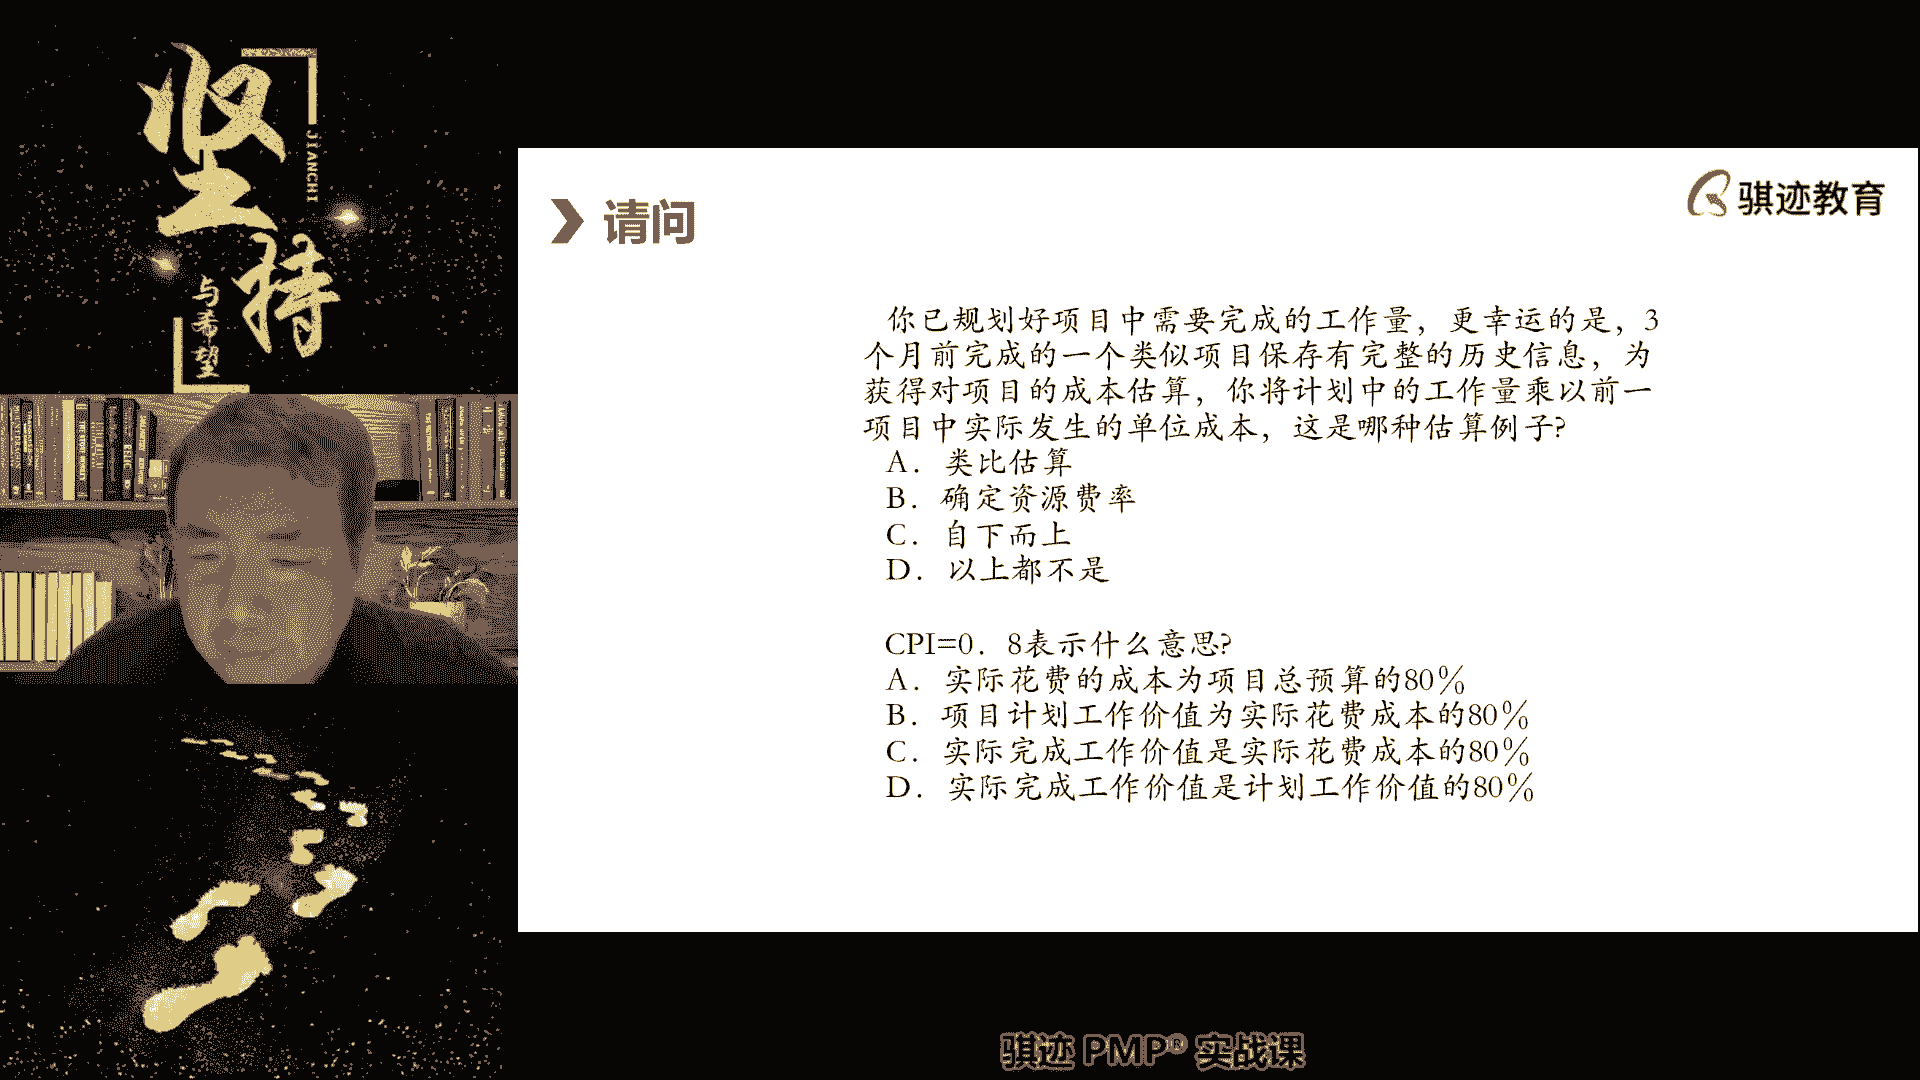 坚持
JIANCHI
与希望
请问
骐迹教育
你已规划好项目中需要完成的工作量，更幸运的是，3
个月前完成的一个类似项目保存有完整的历史信息，为
获得对项目的成本估算，你将计划中的工作量乘以前一
项目中实际发生的单位成本，这是哪种估算例子?
A．类比估算
B．确定资源费率
C．自下而上
D．以上都不是
CPI=0．8表示什么意思?
A．实际花费的成本为项目总预算的80％
B．项目计划工作价值为实际花费成本的80％
C．实际完成工作价值是实际花费成本的80％
D．实际完成工作价值是计划工作价值的80％
骐迹 PMP® 实战课